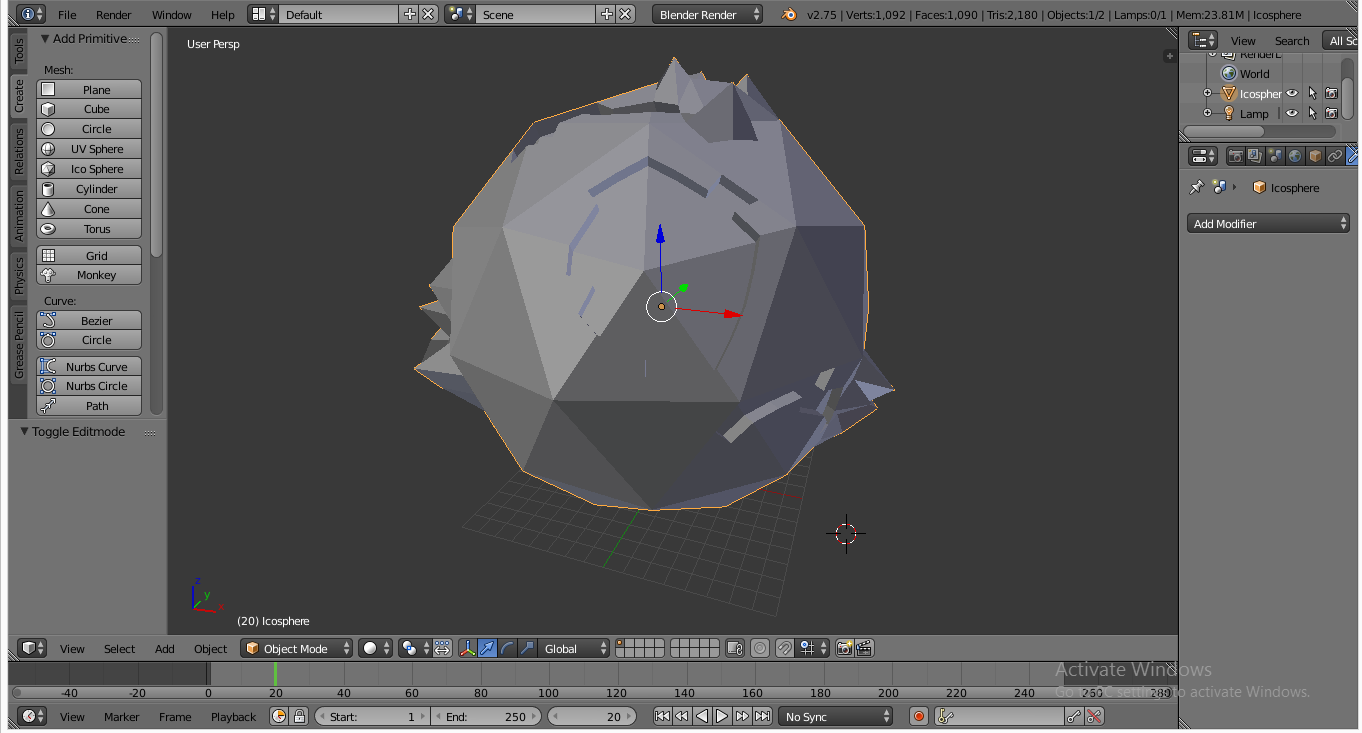 File Render Window Help Default Scene Blender Render v2.75 | Verts:1,092 | Faces:1,090 | Tris:2,180 | Objects:1/2 | Lamps:0/1 | Mem:23.81M | Icosphere
Tools
Create
Relations
Animation
Physics
Grease Pencil
Add Primitive
Mesh:
Plane
Cube
Circle
UV Sphere
Ico Sphere
Cylinder
Cone
Torus
Grid
Monkey
Curve:
Bezier
Circle
Nurbs Curve
Nurbs Circle
Path
Toggle Editmode
User Persp
z
y
x
(20) Icosphere
View Search All Sc
World
Icospher
Lamp
Icosphere
Add Modifier
View Select Add Object Object Mode Global
Activate Windows
Go to PC settings to activate Windows.
-40 -20 0 20 40 60 80 100 120 140 160 180 200 220 240 260 280
View Marker Frame Playback Start: 1 End: 250 20 No Sync